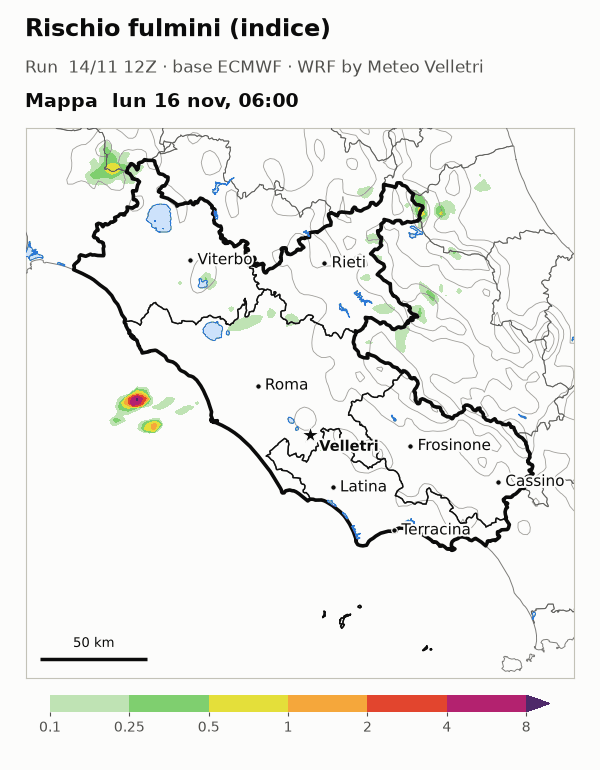 Rischio fulmini (indice)
Run  14/11 12Z · base ECMWF · WRF by Meteo Velletri
Mappa  lun 16 nov, 06:00
Viterbo
Rieti
Roma
Velletri
Frosinone
Latina
Cassino
Terracina
50 km
0.1 0.25 0.5 1 2 4 8